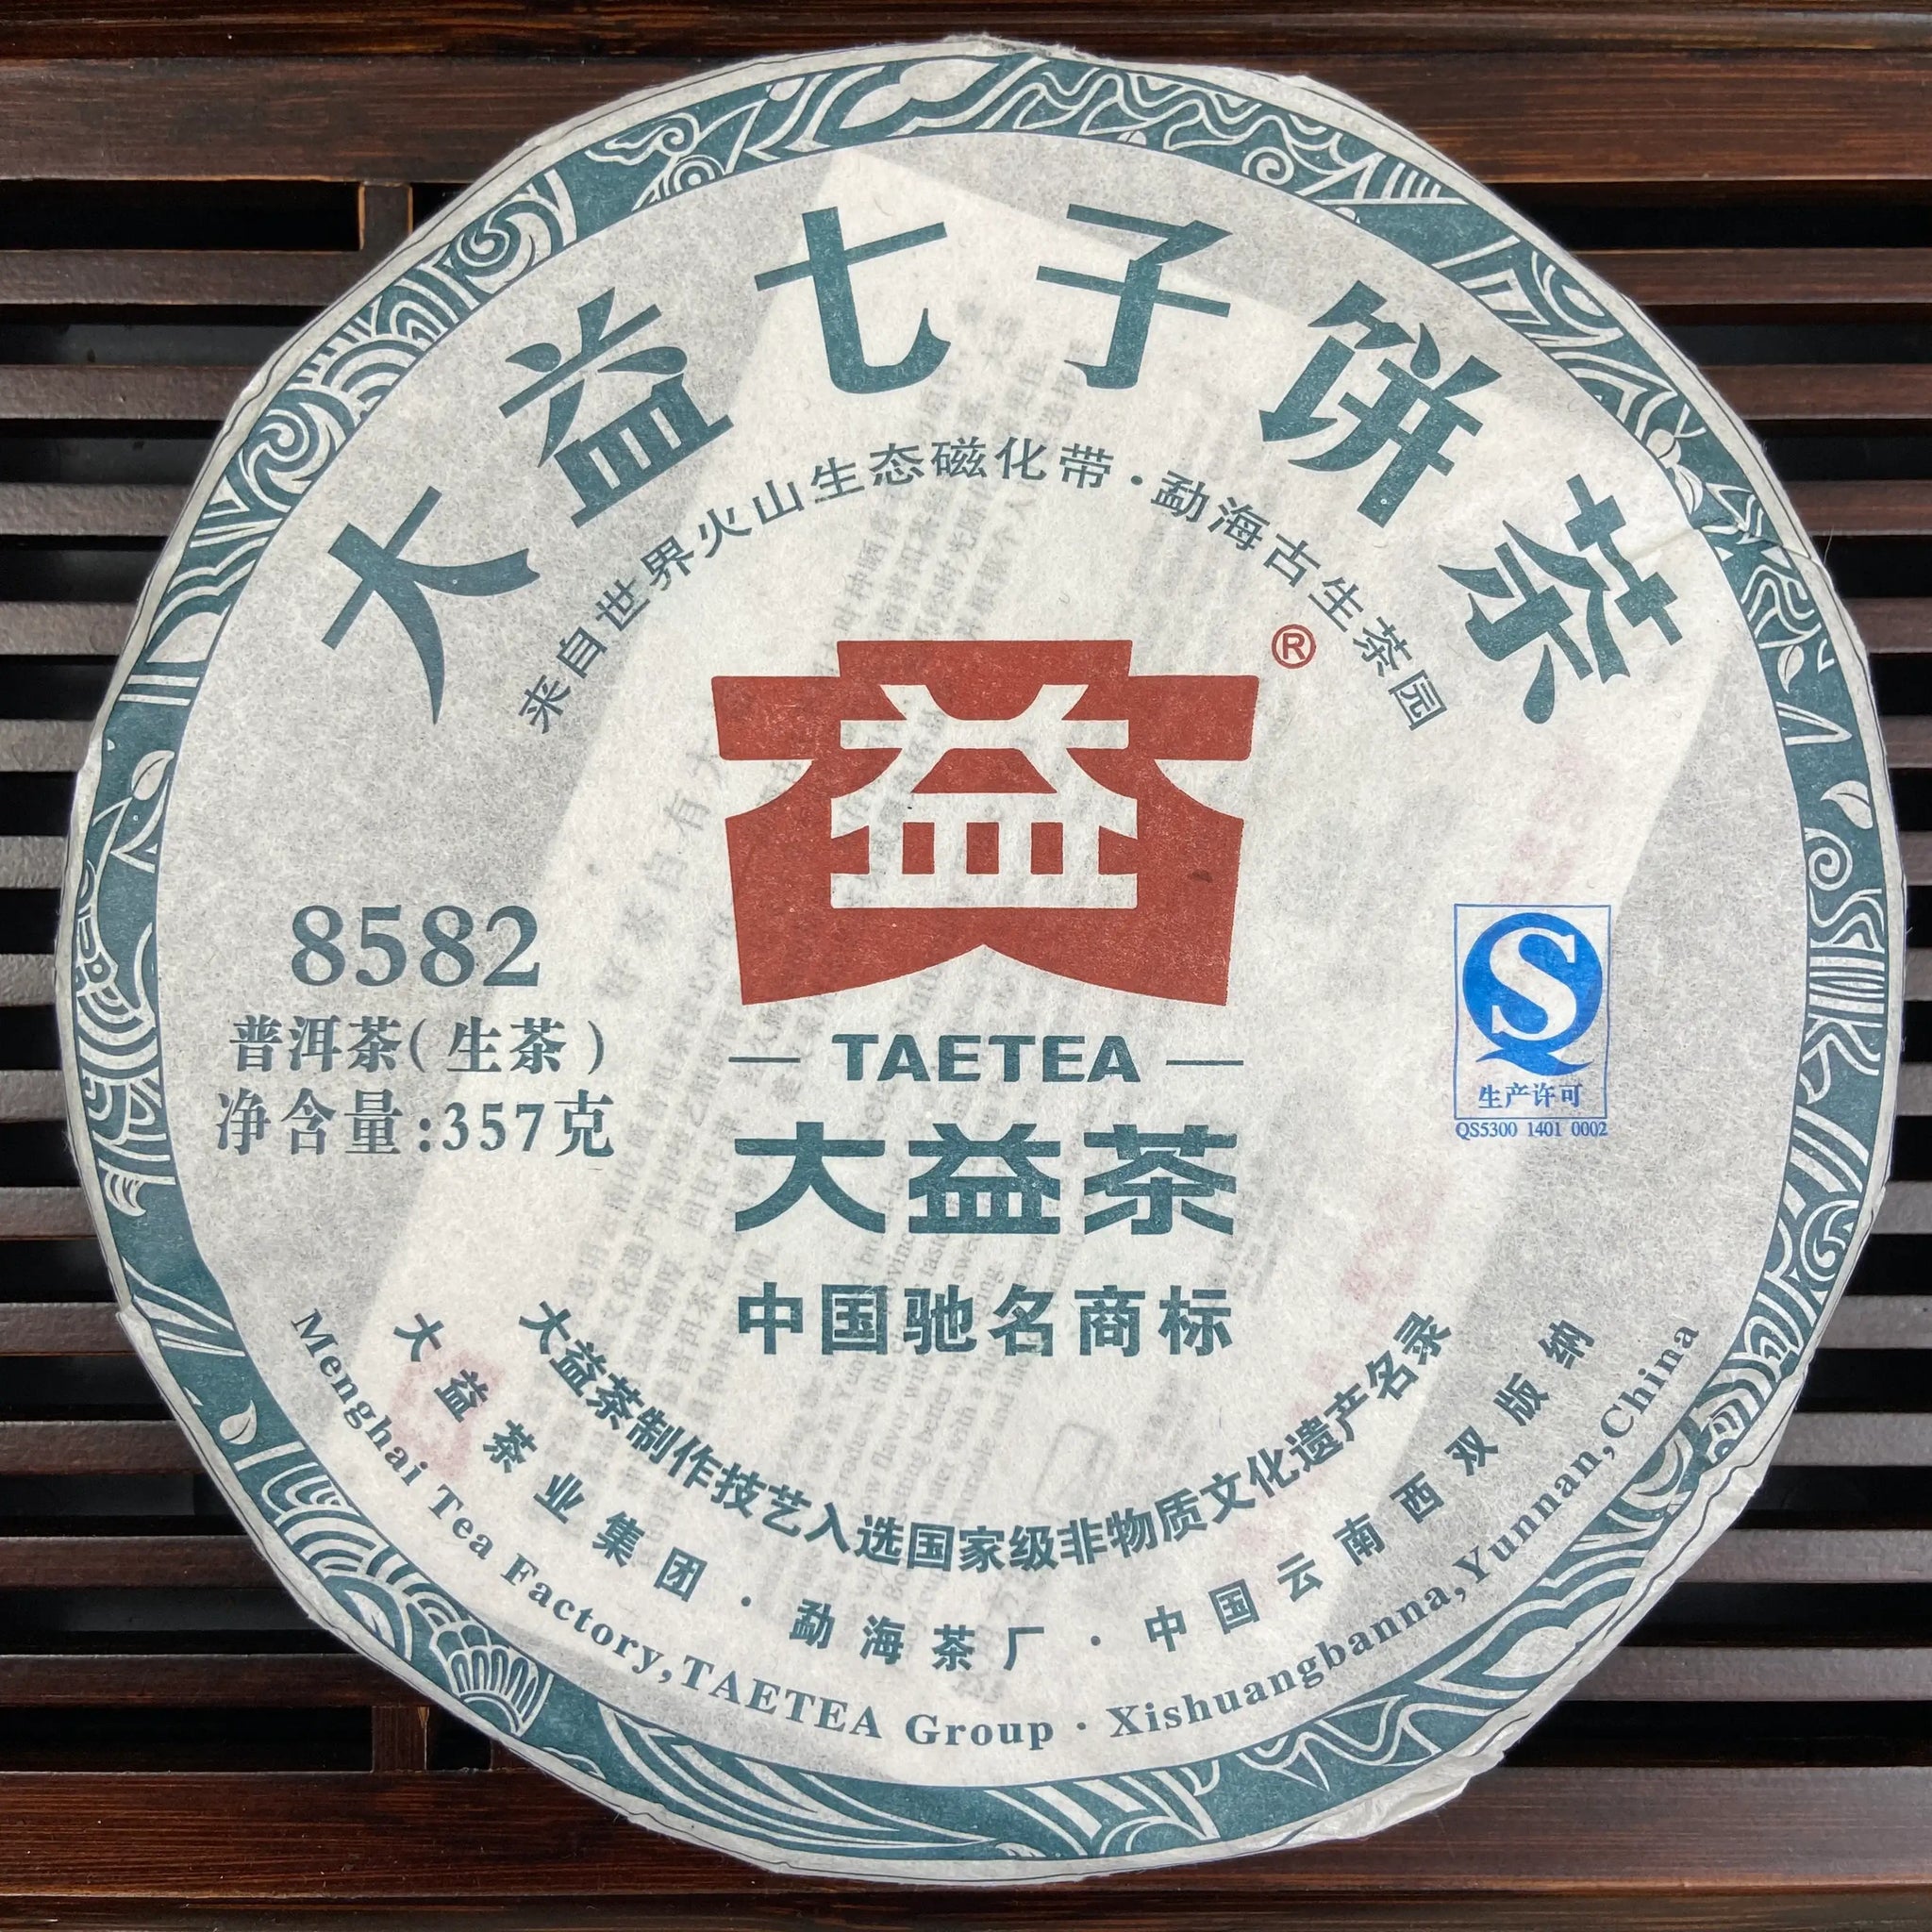 大益七子饼茶
来自世界火山生态磁化带·勐海古生茶园
益
®
TAETEA
大益茶
中国驰名商标
8582
普洱茶(生茶)
净含量:357克
S
生产许可
QS5300 1401 0002
大益茶制作技艺入选国家级非物质文化遗产名录
大益茶业集团·勐海茶厂·中国云南西双版纳
Menghai Tea Factory,TAETEA Group·Xishuangbanna,Yunnan,China